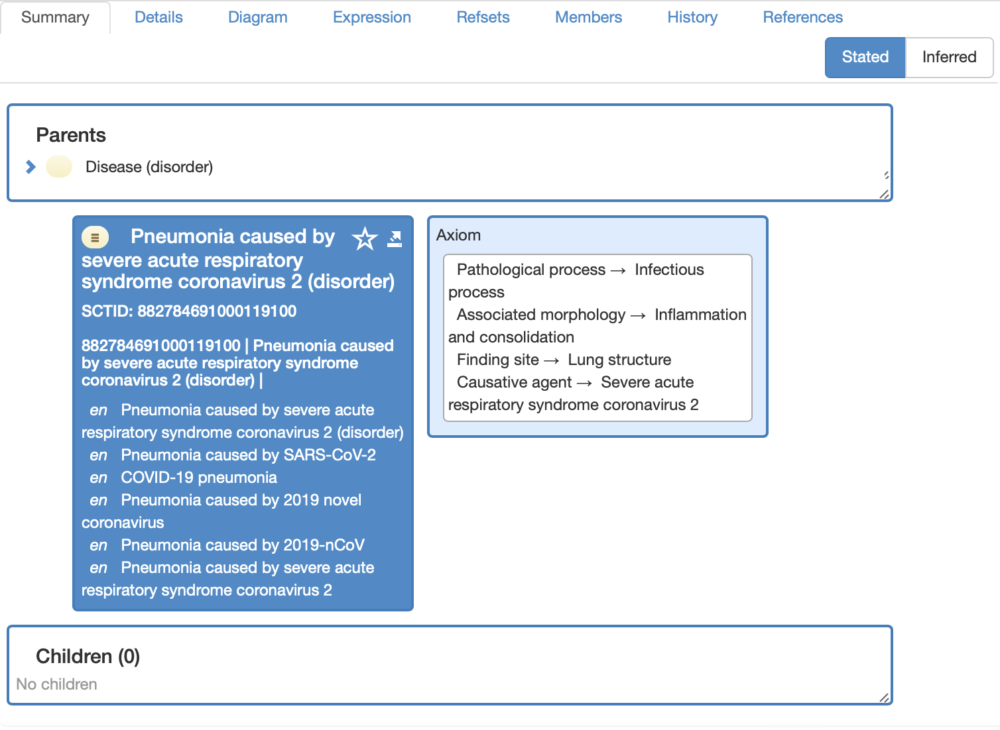 Summary Details Diagram Expression Refsets Members History References
Stated Inferred
Parents
Disease (disorder)
Pneumonia caused by
severe acute respiratory
syndrome coronavirus 2 (disorder)
SCTID: 882784691000119100
882784691000119100 | Pneumonia caused
by severe acute respiratory syndrome
coronavirus 2 (disorder) |
en Pneumonia caused by severe acute
respiratory syndrome coronavirus 2 (disorder)
en Pneumonia caused by SARS-CoV-2
en COVID-19 pneumonia
en Pneumonia caused by 2019 novel
coronavirus
en Pneumonia caused by 2019-nCoV
en Pneumonia caused by severe acute
respiratory syndrome coronavirus 2
Axiom
Pathological process → Infectious
process
Associated morphology → Inflammation
and consolidation
Finding site → Lung structure
Causative agent → Severe acute
respiratory syndrome coronavirus 2
Children (0)
No children